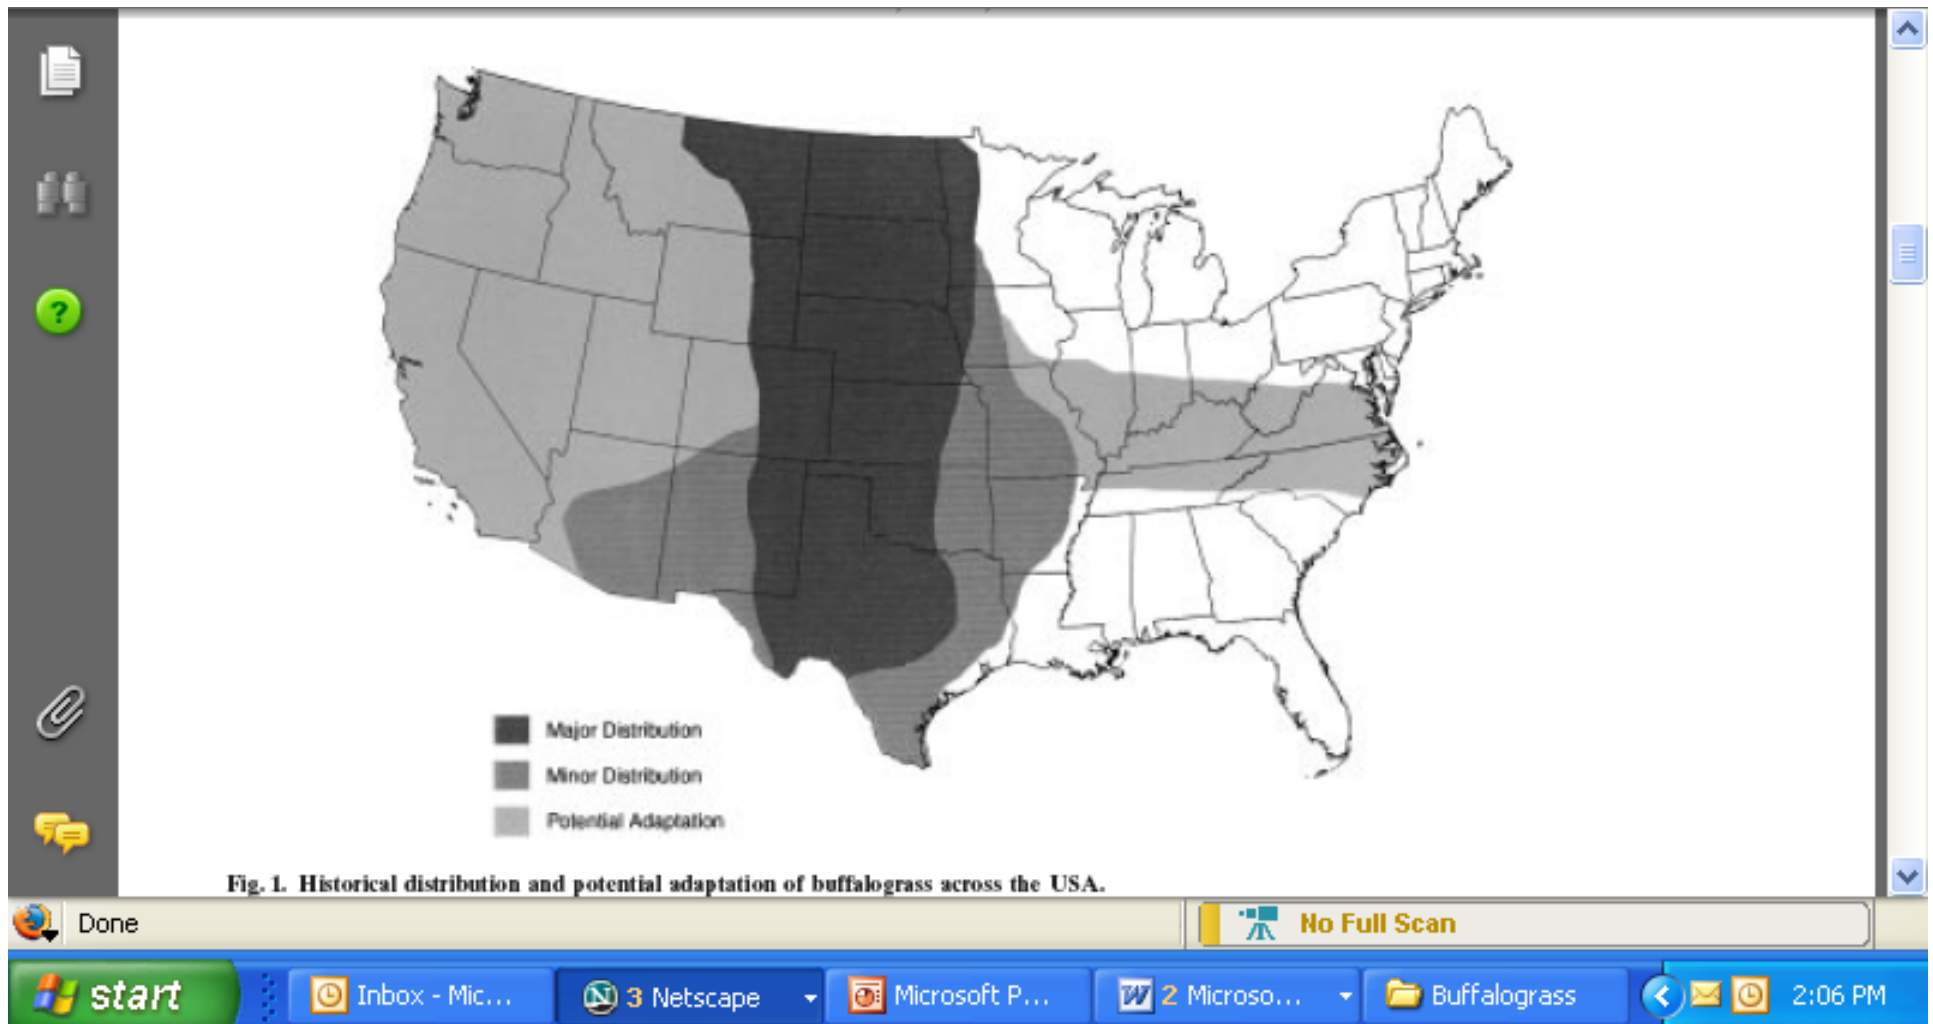 Major Distribution
Minor Distribution
Potential Adaptation
Fig. 1. Historical distribution and potential adaptation of buffalograss across the USA.
Done
No Full Scan
start
Inbox - Mic...
3 Netscape
Microsoft P...
2 Microso...
Buffalograss
2:06 PM